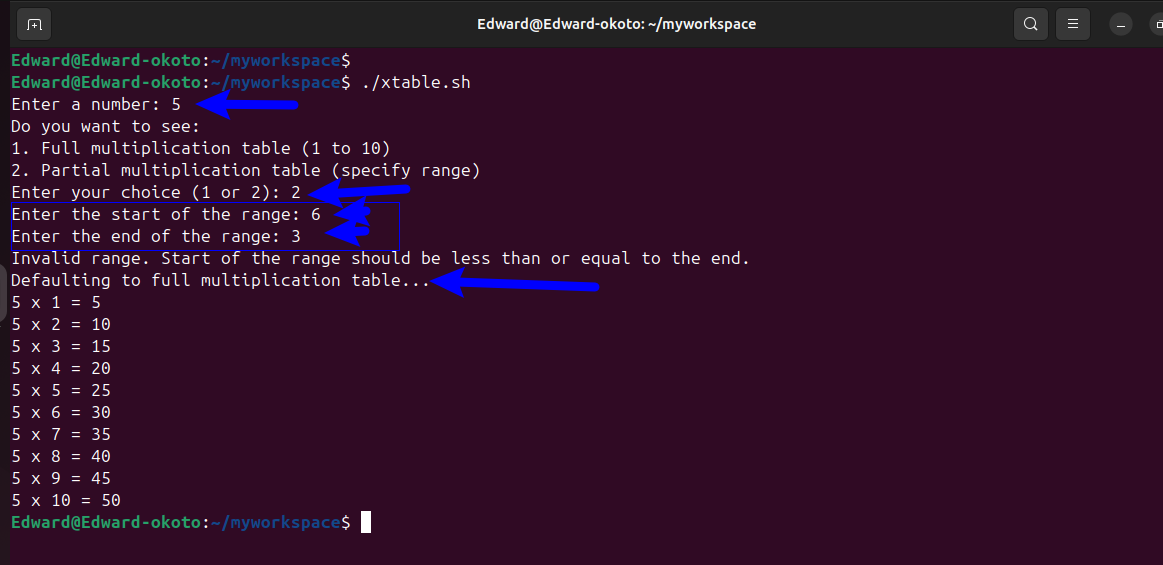 Edward@Edward-okoto: ~/myworkspace
Edward@Edward-okoto:~/myworkspace$
Edward@Edward-okoto:~/myworkspace$ ./xtable.sh
Enter a number: 5
Do you want to see:
1. Full multiplication table (1 to 10)
2. Partial multiplication table (specify range)
Enter your choice (1 or 2): 2
Enter the start of the range: 6
Enter the end of the range: 3
Invalid range. Start of the range should be less than or equal to the end.
Defaulting to full multiplication table...
5 x 1 = 5
5 x 2 = 10
5 x 3 = 15
5 x 4 = 20
5 x 5 = 25
5 x 6 = 30
5 x 7 = 35
5 x 8 = 40
5 x 9 = 45
5 x 10 = 50
Edward@Edward-okoto:~/myworkspace$